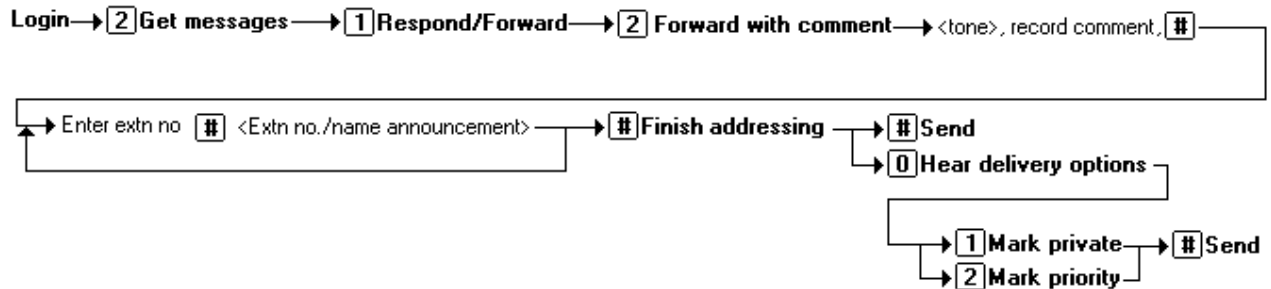 Login 2 Get messages 1 Respond/Forward 2 Forward with comment <tone>, record comment, #
Enter extn no # <Extn no./name announcement> # Finish addressing # Send
0 Hear delivery options
1 Mark private # Send
2 Mark priority